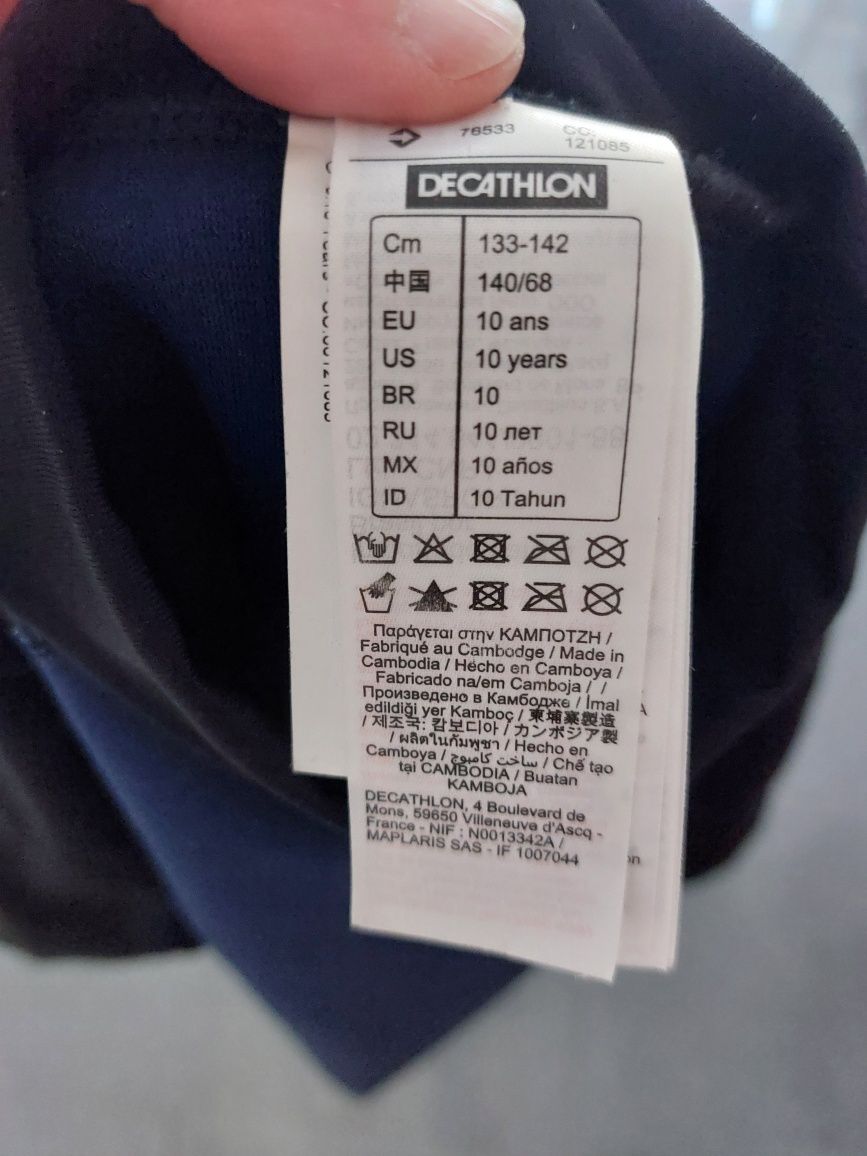 78533 CC:
121085
DECATHLON
Cm 133-142
中国 140/68
EU 10 ans
US 10 years
BR 10
RU 10 лет
MX 10 años
ID 10 Tahun
Παράγεται στην ΚΑΜΠΟΤΖΗ /
Fabriqué au Cambodge / Made in
Cambodia / Hecho en Camboya /
Fabricado na/em Camboja / /
Произведено в Камбодже / İmal
edildiği yer Kamboç / 東埔寨製造
/ 제조국: 캄보디아 / カンボジア製
/ ผลิตในกัมพูชา / Hecho en
Camboya / ساخت كامبوج / Chế tạo
tại CAMBODIA / Buatan
KAMBOJA
DECATHLON, 4 Boulevard de
Mons, 59650 Villeneuve d'Ascq -
France - NIF : N0013342A /
MAPLARIS SAS - IF 1007044